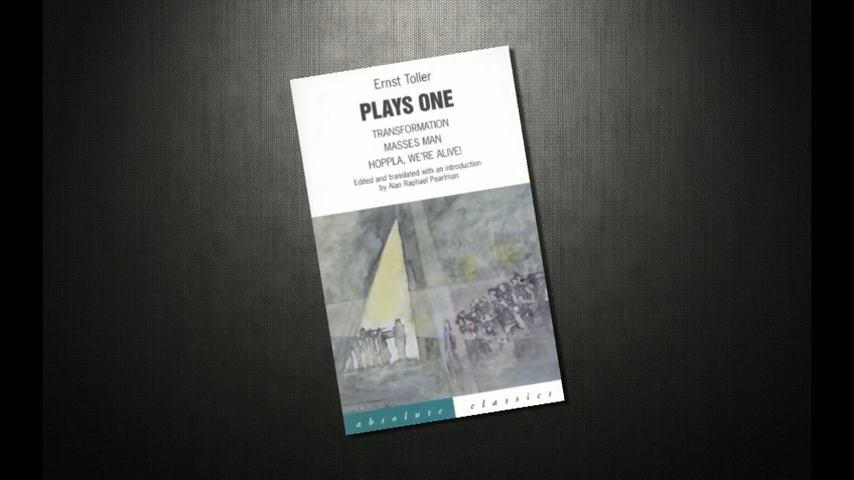 Ernst Toller
PLAYS ONE
TRANSFORMATION
MASSES MAN
HOPPLA, WE'RE ALIVE!
Edited and translated with an introduction
by Alan Raphael Pearlman
absolute classics